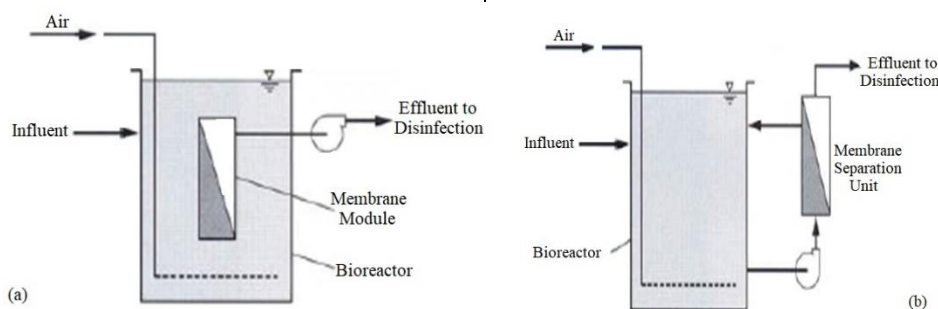 Air
Influent
Effluent to
Disinfection
Membrane
Module
Bioreactor
(a)
Air
Effluent to
Disinfection
Influent
Membrane
Separation
Unit
Bioreactor
(b)